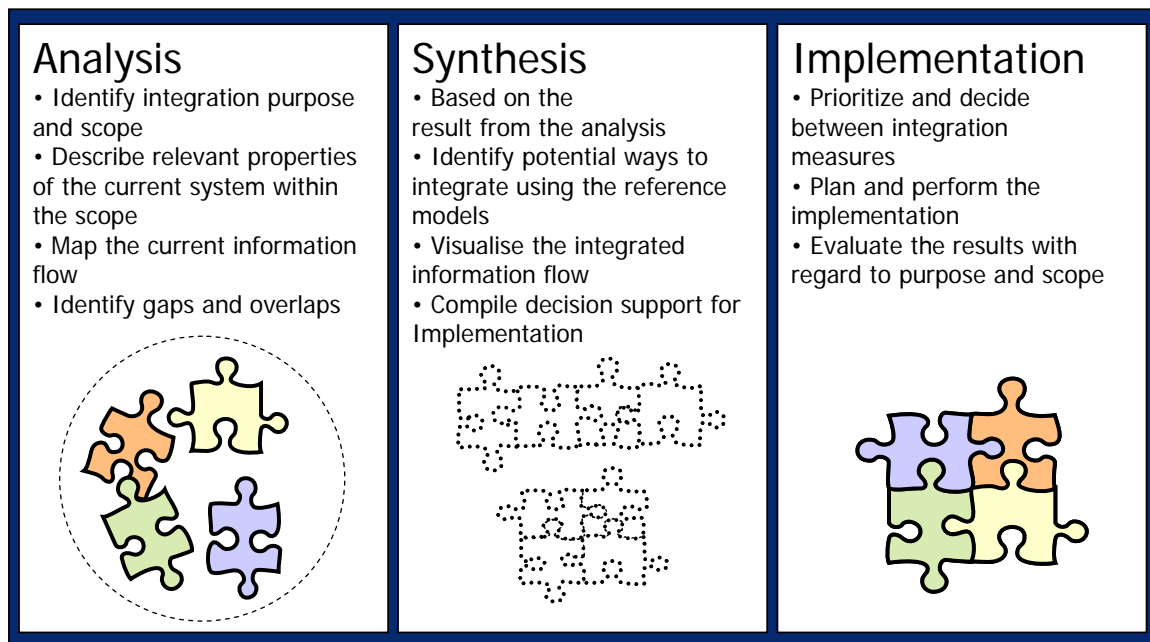 Analysis
• Identify integration purpose
and scope
• Describe relevant properties
of the current system within
the scope
• Map the current information
flow
• Identify gaps and overlaps
Synthesis
• Based on the
result from the analysis
• Identify potential ways to
integrate using the reference
models
• Visualise the integrated
information flow
• Compile decision support for
Implementation
Implementation
• Prioritize and decide
between integration
measures
• Plan and perform the
implementation
• Evaluate the results with
regard to purpose and scope